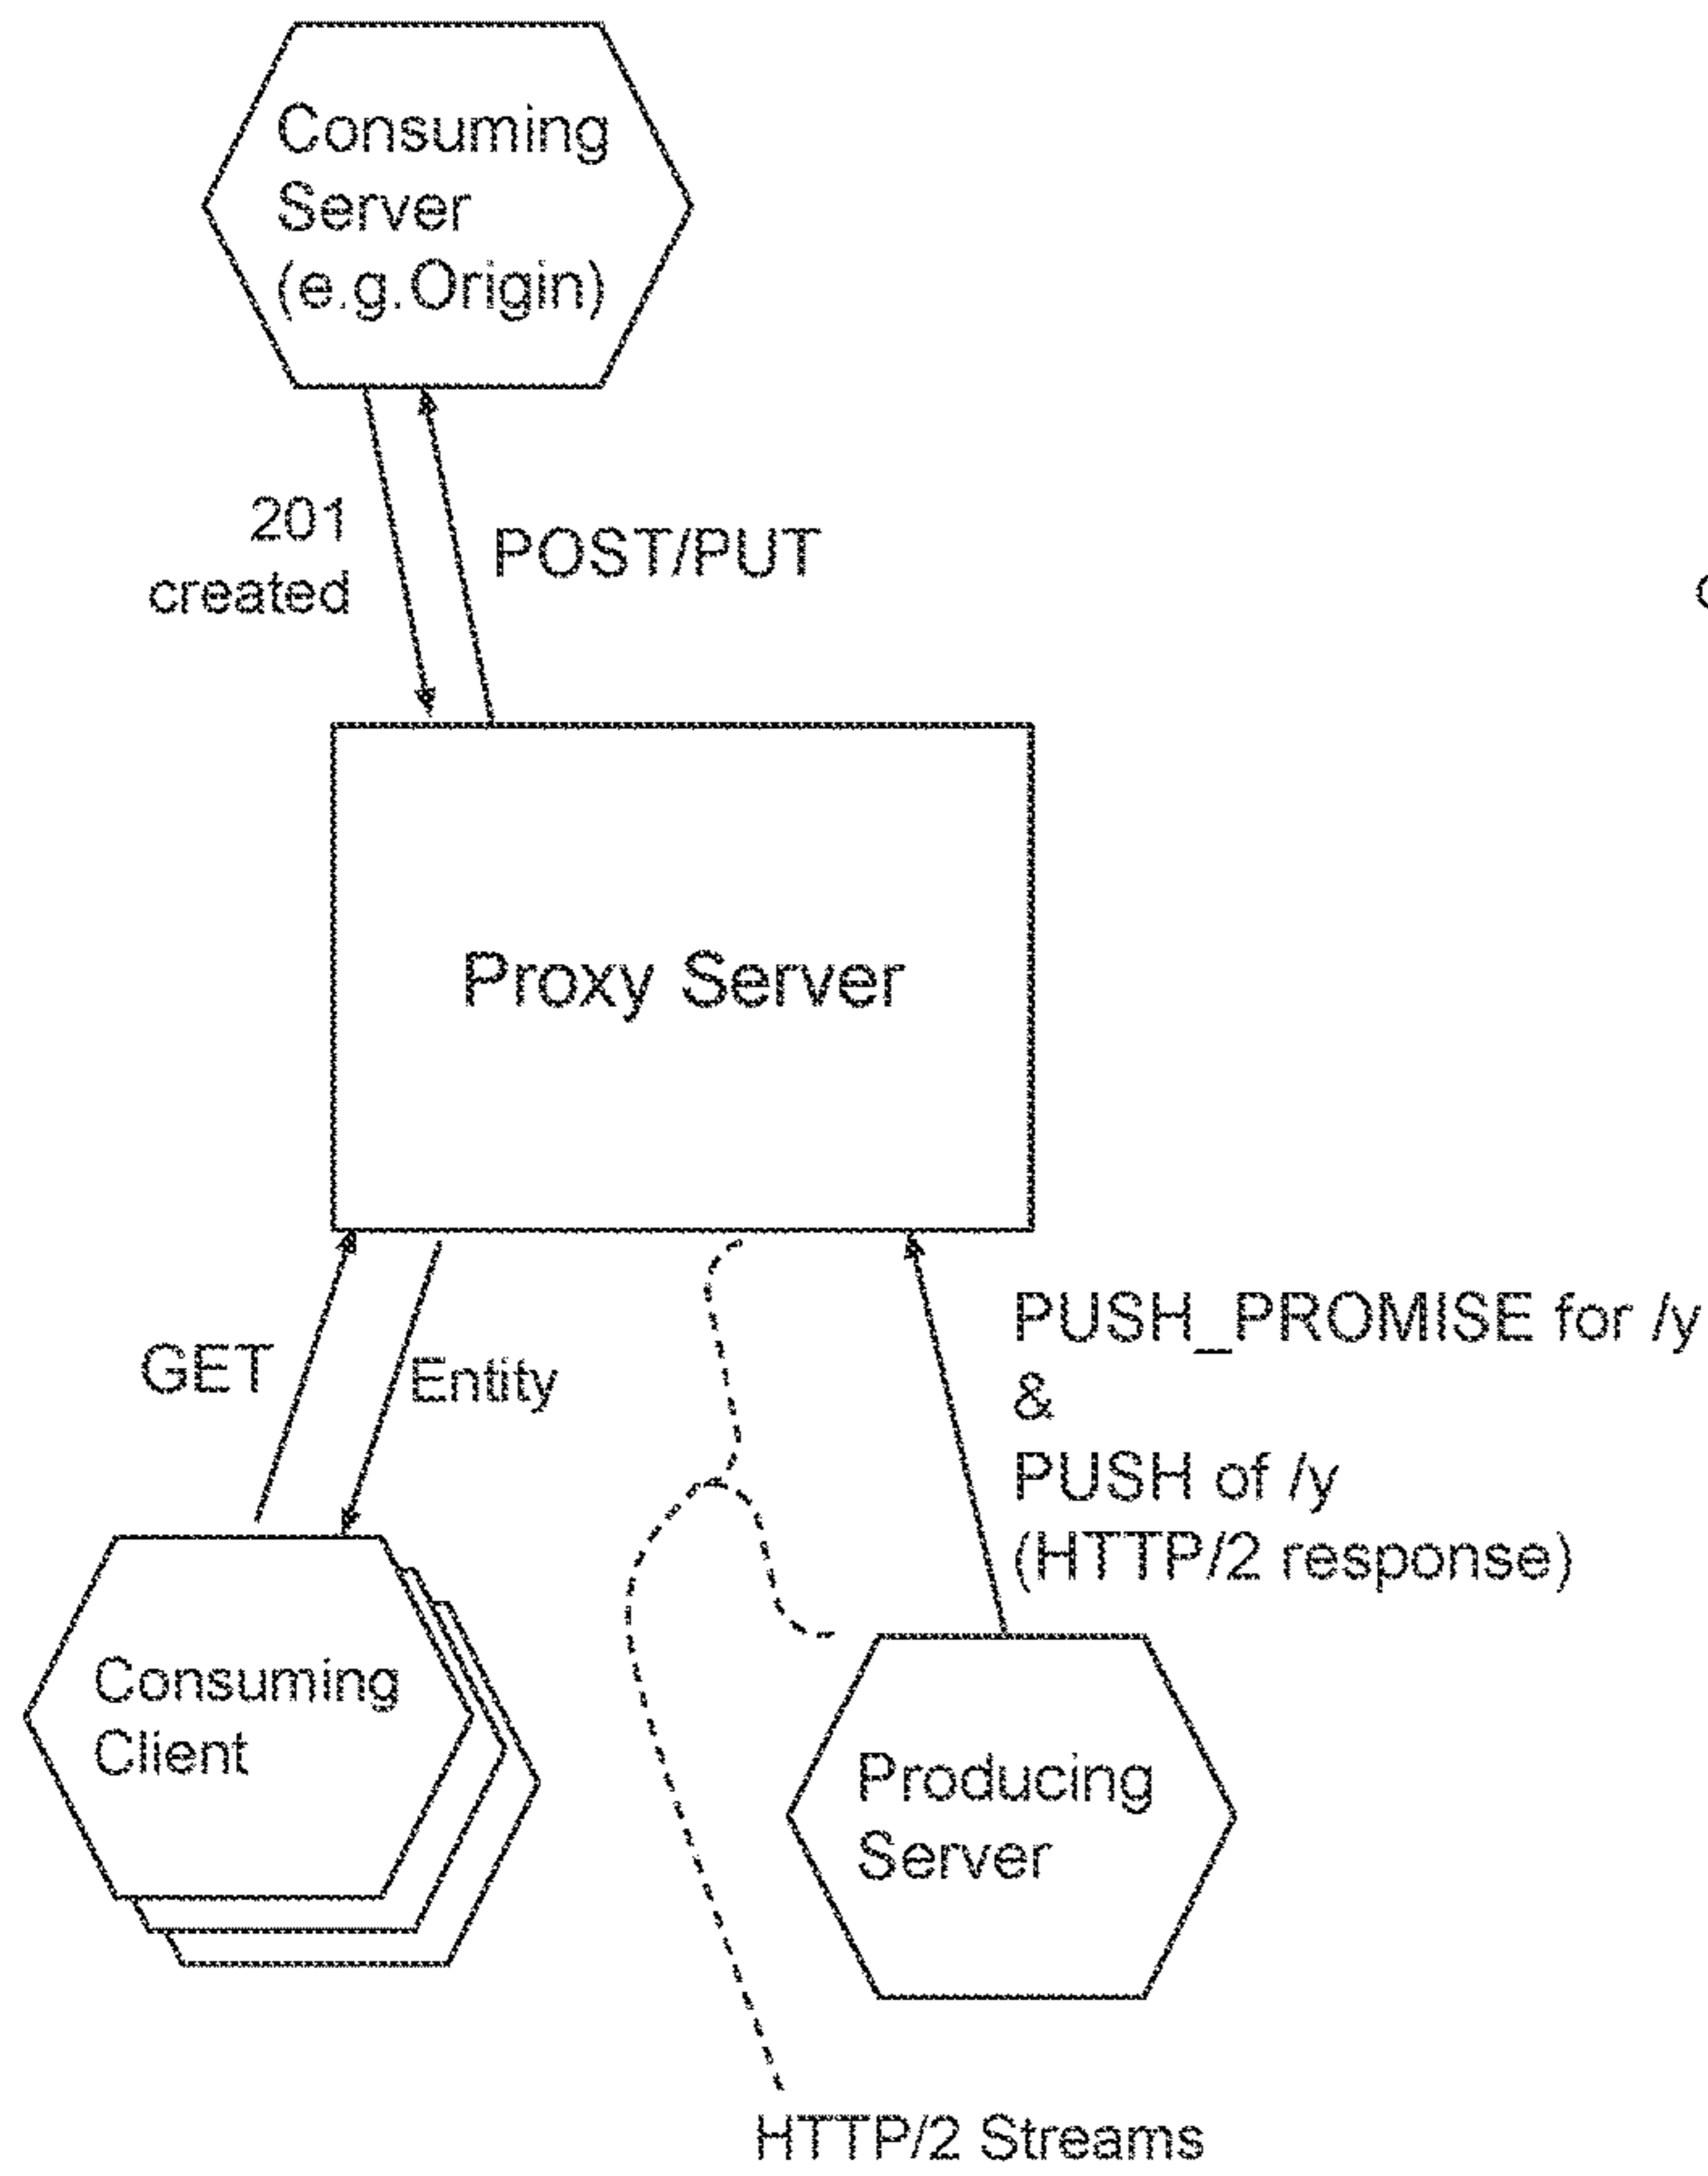 Consuming
Server
(e.g.Origin)
201
created
POST/PUT
Proxy Server
GET
Entity
PUSH_PROMISE for /y
&
PUSH of /y
(HTTP/2 response)
Consuming
Client
Producing
Server
HTTP/2 Streams